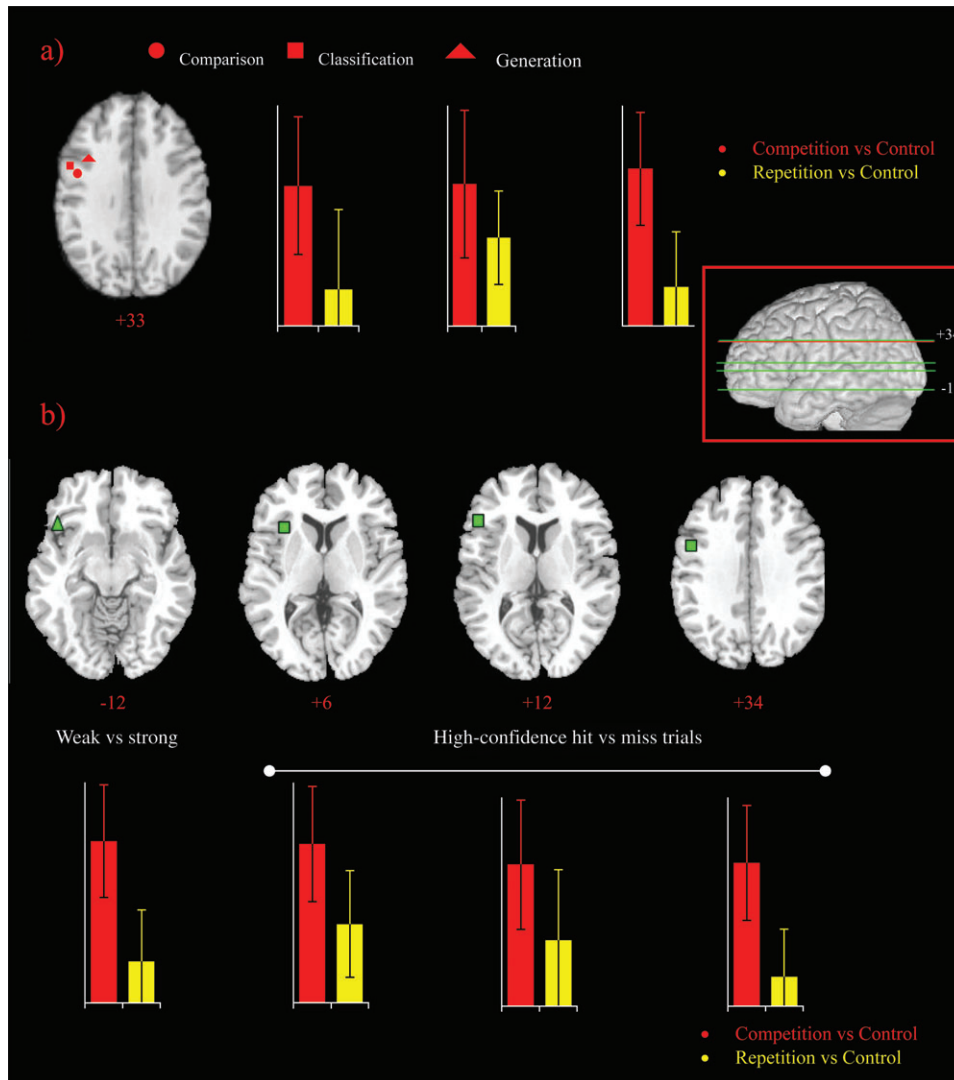 a)
Comparison Classification Generation
Competition vs Control
Repetition vs Control
+33
+34
b)
-12 +6 +12 +34
Weak vs strong High-confidence hit vs miss trials
Competition vs Control
Repetition vs Control